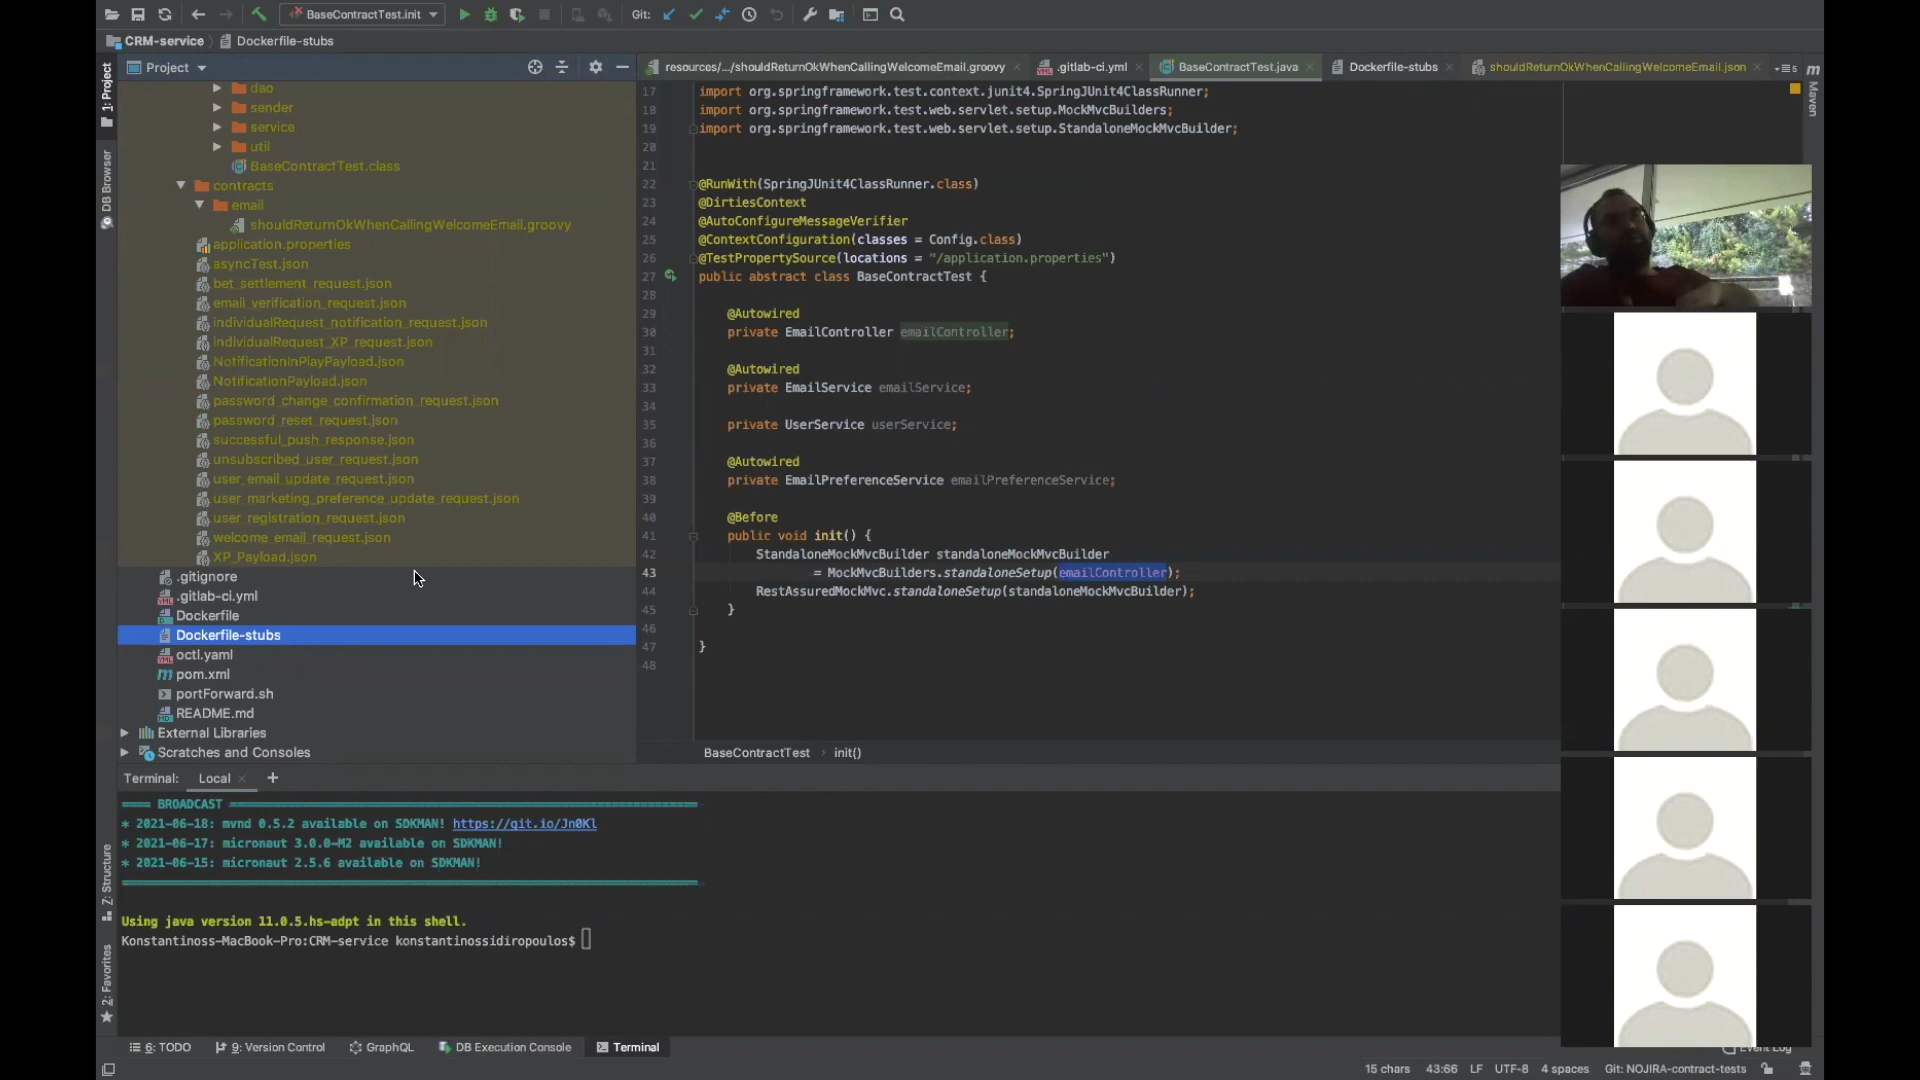 BaseContractTest.init
Git:
CRM-service
Dockerfile-stubs
1: Project
DB Browser
Z: Structure
2: Favorites
Project
dao
sender
service
util
BaseContractTest.class
contracts
email
shouldReturnOkWhenCallingWelcomeEmail.groovy
application.properties
asyncTest.json
bet_settlement_request.json
email_verification_request.json
individualRequest_notification_request.json
individualRequest_XP_request.json
NotificationInPlayPayload.json
NotificationPayload.json
password_change_confirmation_request.json
password_reset_request.json
successful_push_response.json
unsubscribed_user_request.json
user_email_update_request.json
user_marketing_preference_update_request.json
user_registration_request.json
welcome_email_request.json
XP_Payload.json
.gitignore
.gitlab-ci.yml
Dockerfile
Dockerfile-stubs
octl.yaml
pom.xml
portForward.sh
README.md
External Libraries
Scratches and Consoles
resources/.../shouldReturnOkWhenCallingWelcomeEmail.groovy
.gitlab-ci.yml
BaseContractTest.java
Dockerfile-stubs
shouldReturnOkWhenCallingWelcomeEmail.json
5
Maven
17 import org.springframework.test.context.junit4.SpringJUnit4ClassRunner;
18 import org.springframework.test.web.servlet.setup.MockMvcBuilders;
19 import org.springframework.test.web.servlet.setup.StandaloneMockMvcBuilder;
20
21
22 @RunWith(SpringJUnit4ClassRunner.class)
23 @DirtiesContext
24 @AutoConfigureMessageVerifier
25 @ContextConfiguration(classes = Config.class)
26 @TestPropertySource(locations = "/application.properties")
27 public abstract class BaseContractTest {
28
29 @Autowired
30 private EmailController emailController;
31
32 @Autowired
33 private EmailService emailService;
34
35 private UserService userService;
36
37 @Autowired
38 private EmailPreferenceService emailPreferenceService;
39
40 @Before
41 public void init() {
42 StandaloneMockMvcBuilder standaloneMockMvcBuilder
43 = MockMvcBuilders.standaloneSetup(emailController);
44 RestAssuredMockMvc.standaloneSetup(standaloneMockMvcBuilder);
45 }
46
47 }
48
BaseContractTest › init()
Terminal: Local +
==== BROADCAST ====
* 2021-06-18: mvnd 0.5.2 available on SDKMAN! https://git.io/Jn0Kl
* 2021-06-17: micronaut 3.0.0-M2 available on SDKMAN!
* 2021-06-15: micronaut 2.5.6 available on SDKMAN!
Using java version 11.0.5.hs-adpt in this shell.
Konstantinoss-MacBook-Pro:CRM-service konstantinossidiropoulos$
6: TODO
9: Version Control
GraphQL
DB Execution Console
Terminal
Event Log
15 chars 43:66 LF UTF-8 4 spaces Git: NOJIRA-contract-tests